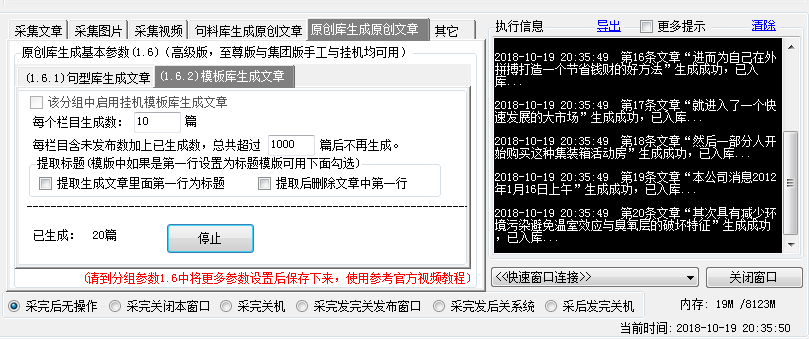 采集文章 采集图片 采集视频 句料库生成原创文章 原创库生成原创文章 其它
原创库生成基本参数(1.6)（高级版，至尊版与集团版手工与挂机均可用）
(1.6.1)句型库生成文章 (1.6.2)模板库生成文章
该分组中启用挂机模板库生成文章
每个栏目生成数： 10 篇
每栏目含未发布数加上已生成数，总共超过 1000 篇后不再生成。
提取标题(模版中如果是第一行设置为标题模版可用下面勾选)
提取生成文章里面第一行为标题 提取后删除文章中第一行
已生成： 20篇 停止
(请到分组参数1.6中将更多参数设置后保存下来，使用参考官方视频教程)
采完后无操作 采完关闭本窗口 采完关机 采完发完关发布窗口 采完发后关系统 采后发完关机
执行信息 导出 更多提示 清除
2018-10-19 20:35:49 第16条文章“进而为自己在外
拼搏打造一个节省钱财的好方法”生成成功，已入
库...
2018-10-19 20:35:49 第17条文章“就进入了一个快
速发展的大市场”生成成功，已入库...
2018-10-19 20:35:49 第18条文章“然后一部分人开
始购买这种集装箱活动房”生成成功，已入库...
2018-10-19 20:35:49 第19条文章“本公司消息2012
年1月16日上午”生成成功，已入库...
2018-10-19 20:35:49 第20条文章“其次具有减少环
境污染避免温室效应与臭氧层的破坏特征”生成成功
，已入库...
<<快速窗口连接>> 关闭窗口
内存: 19M /8123M
当前时间: 2018-10-19 20:35:50